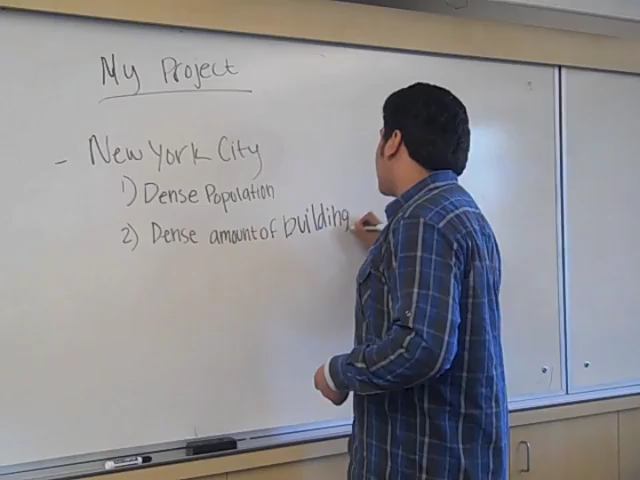 My Project
- New York City
1) Dense Population
2) Dense amount of building